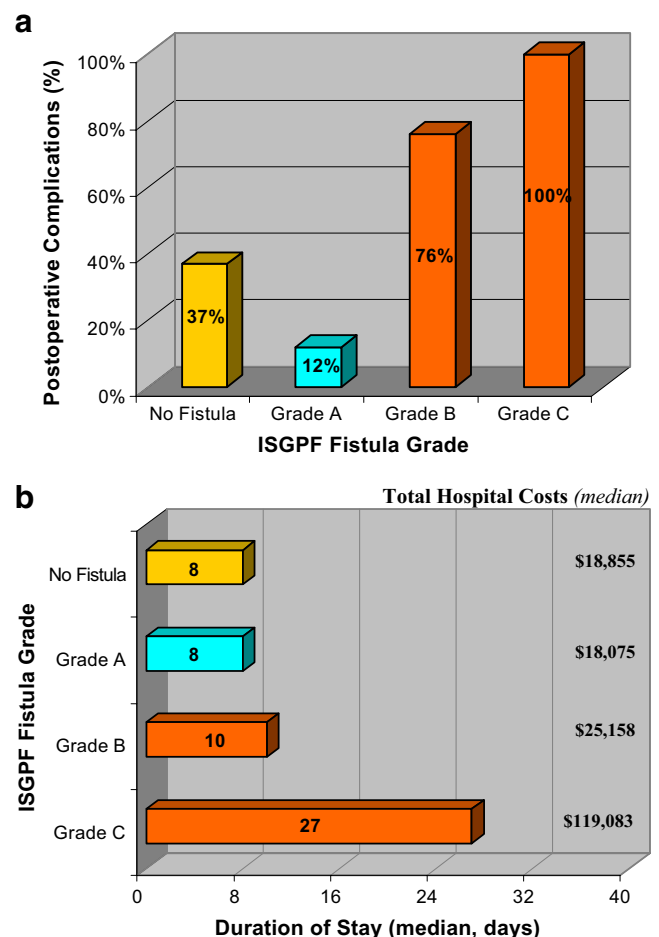 a
Postoperative Complications (%)
100%
80%
60%
40%
20%
0%
37%
12%
76%
100%
No Fistula Grade A Grade B Grade C
ISGPF Fistula Grade
b
Total Hospital Costs (median)
ISGPF Fistula Grade
No Fistula 8 $18,855
Grade A 8 $18,075
Grade B 10 $25,158
Grade C 27 $119,083
0 8 16 24 32 40
Duration of Stay (median, days)